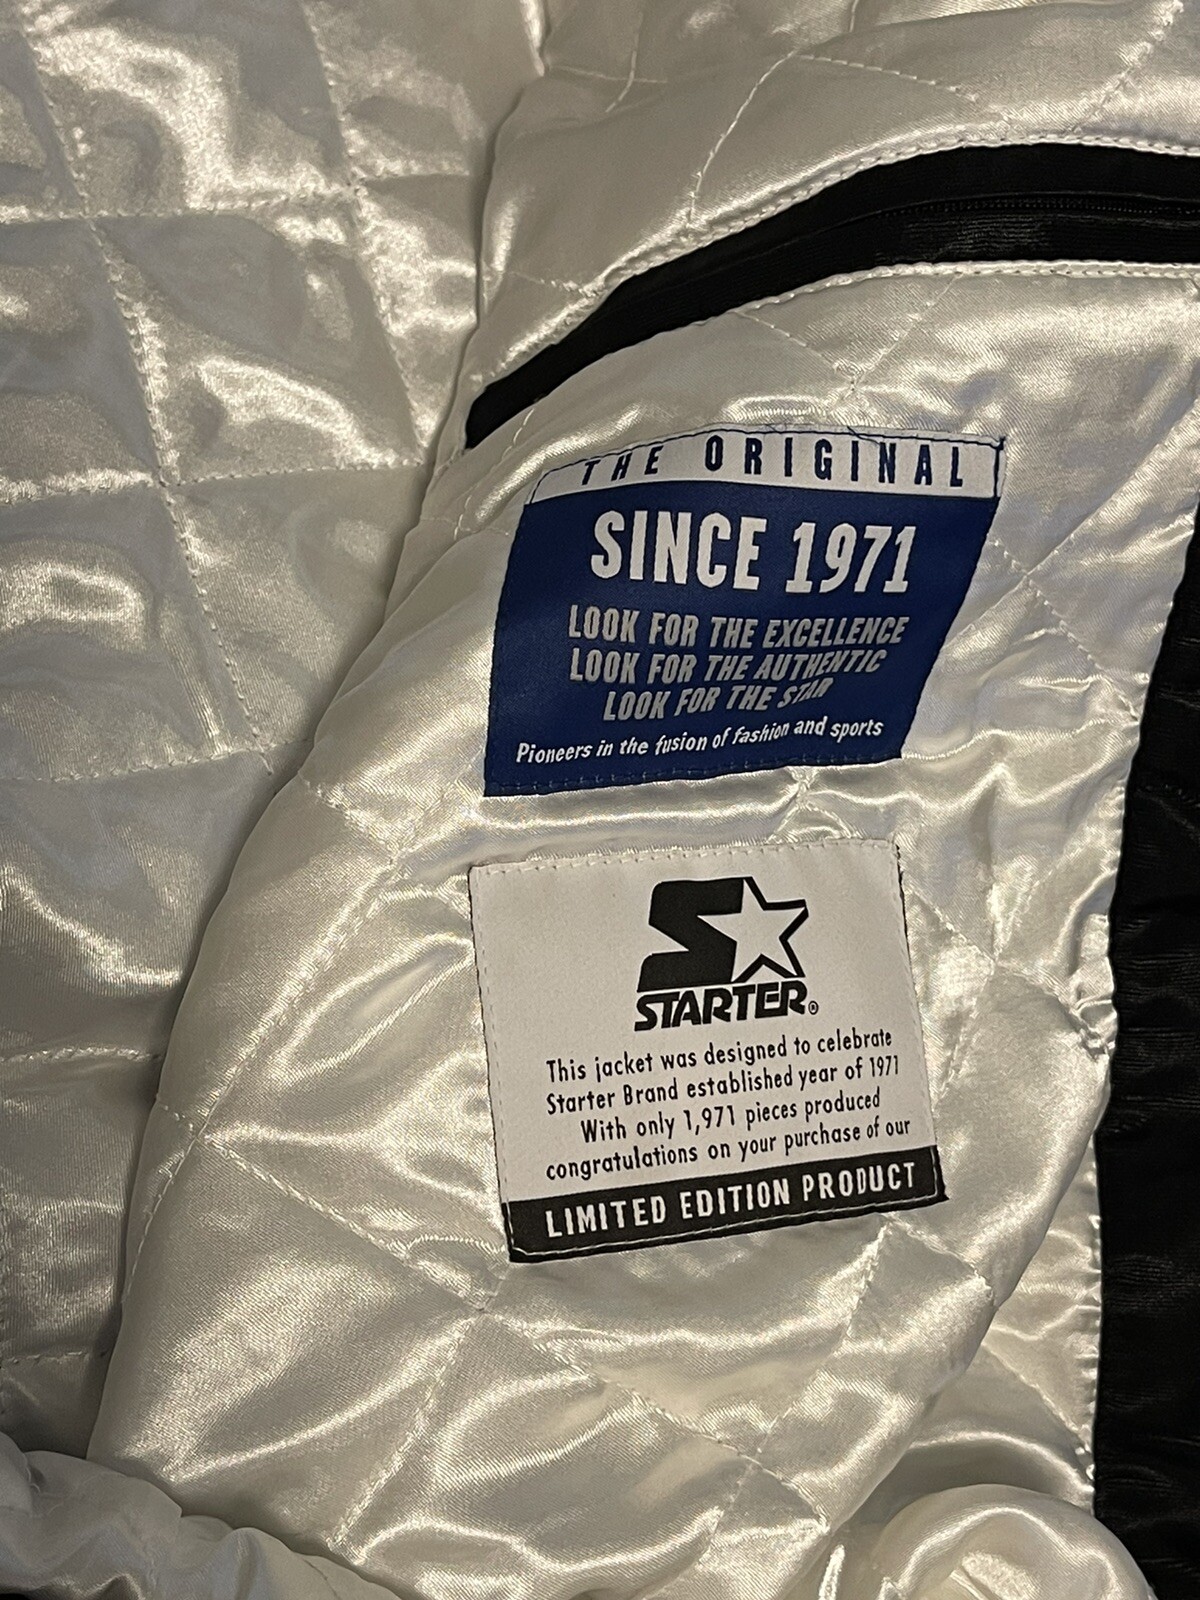 THE ORIGINAL
SINCE 1971
LOOK FOR THE EXCELLENCE
LOOK FOR THE AUTHENTIC
LOOK FOR THE STAR
Pioneers in the fusion of fashion and sports
STARTER®
This jacket was designed to celebrate
Starter Brand established year of 1971
With only 1,971 pieces produced
congratulations on your purchase of our
LIMITED EDITION PRODUCT